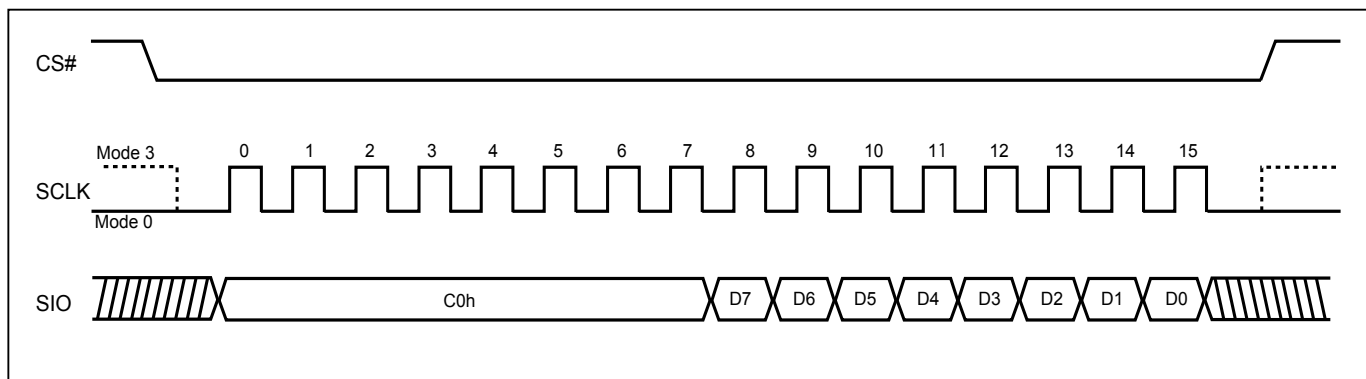 CS#
Mode 3
0 1 2 3 4 5 6 7 8 9 10 11 12 13 14 15
SCLK
Mode 0
SIO C0h D7 D6 D5 D4 D3 D2 D1 D0